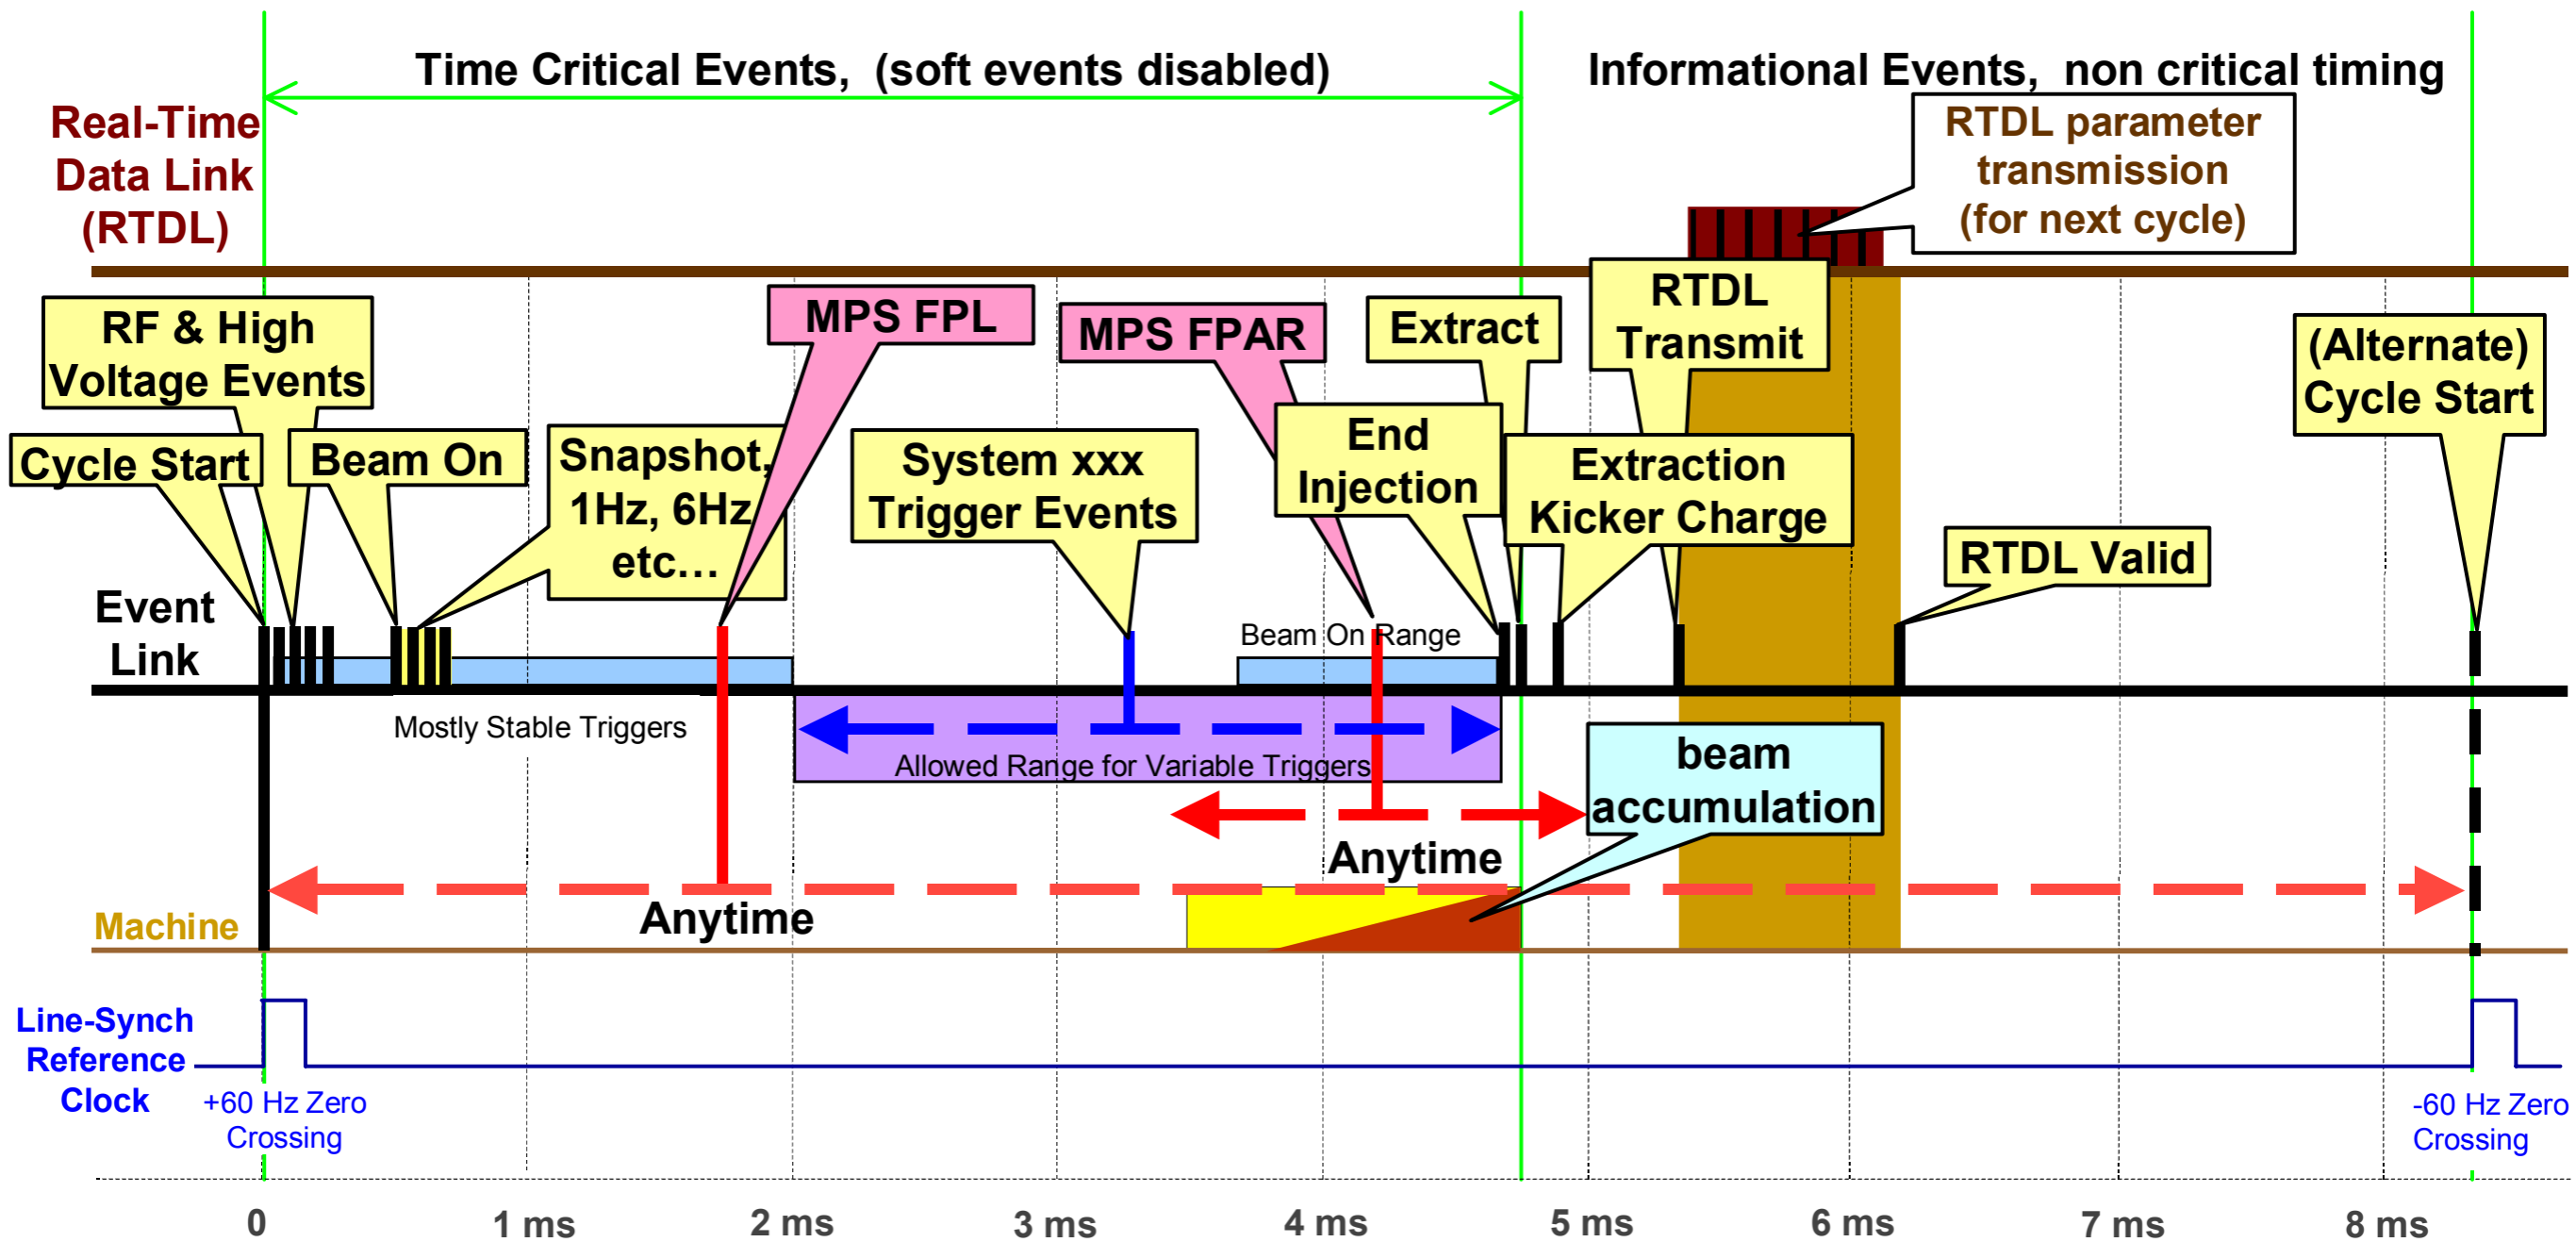 Time Critical Events, (soft events disabled)
Informational Events, non critical timing
Real-Time
Data Link
(RTDL)
RTDL parameter
transmission
(for next cycle)
RF & High
Voltage Events
MPS FPL
MPS FPAR
Extract
RTDL
Transmit
(Alternate)
Cycle Start
Cycle Start
Beam On
Snapshot,
1Hz, 6Hz
etc…
System xxx
Trigger Events
End
Injection
Extraction
Kicker Charge
RTDL Valid
Event
Link
Beam On Range
Mostly Stable Triggers
Allowed Range for Variable Triggers
beam
accumulation
Anytime
Anytime
Machine
Line-Synch
Reference
Clock
+60 Hz Zero
Crossing
-60 Hz Zero
Crossing
0 1 ms 2 ms 3 ms 4 ms 5 ms 6 ms 7 ms 8 ms